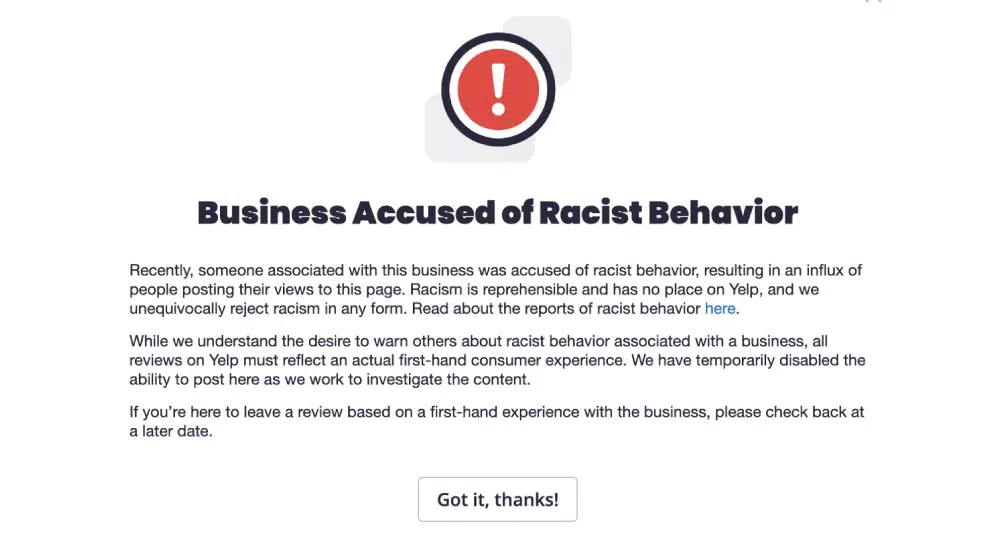 Business Accused of Racist Behavior
Recently, someone associated with this business was accused of racist behavior, resulting in an influx of
people posting their views to this page. Racism is reprehensible and has no place on Yelp, and we
unequivocally reject racism in any form. Read about the reports of racist behavior here.
While we understand the desire to warn others about racist behavior associated with a business, all
reviews on Yelp must reflect an actual first-hand consumer experience. We have temporarily disabled the
ability to post here as we work to investigate the content.
If you’re here to leave a review based on a first-hand experience with the business, please check back at
a later date.
Got it, thanks!